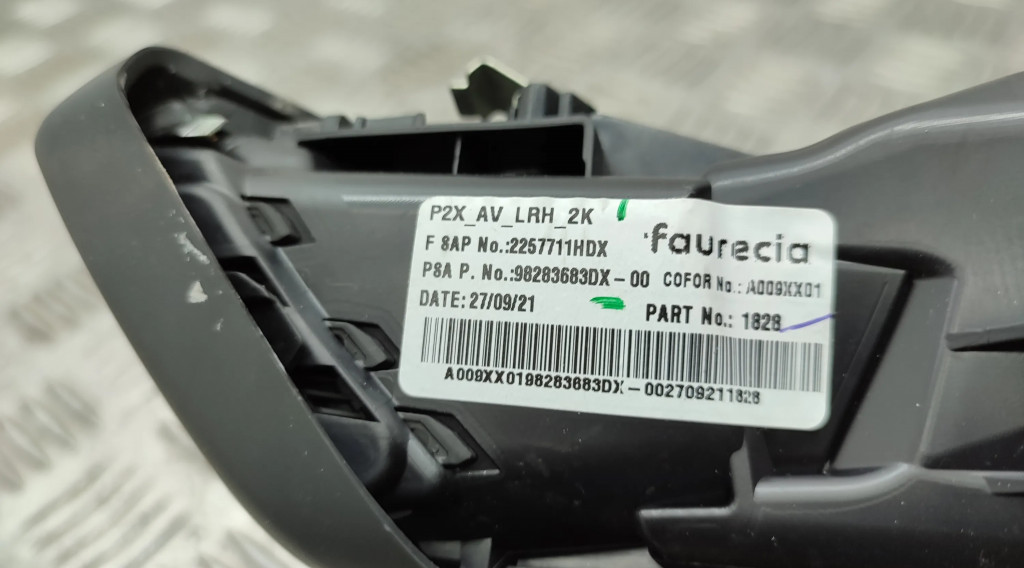 P2X_AV_LRH_2K
faurecia
F 8AP No.:2257711HDX
P8A P. No.:98283683DX-00 COFOR No.: A009XX01
DATE: 27/09/21 PART No.: 1828
A009XX0198283683DX-002709211828